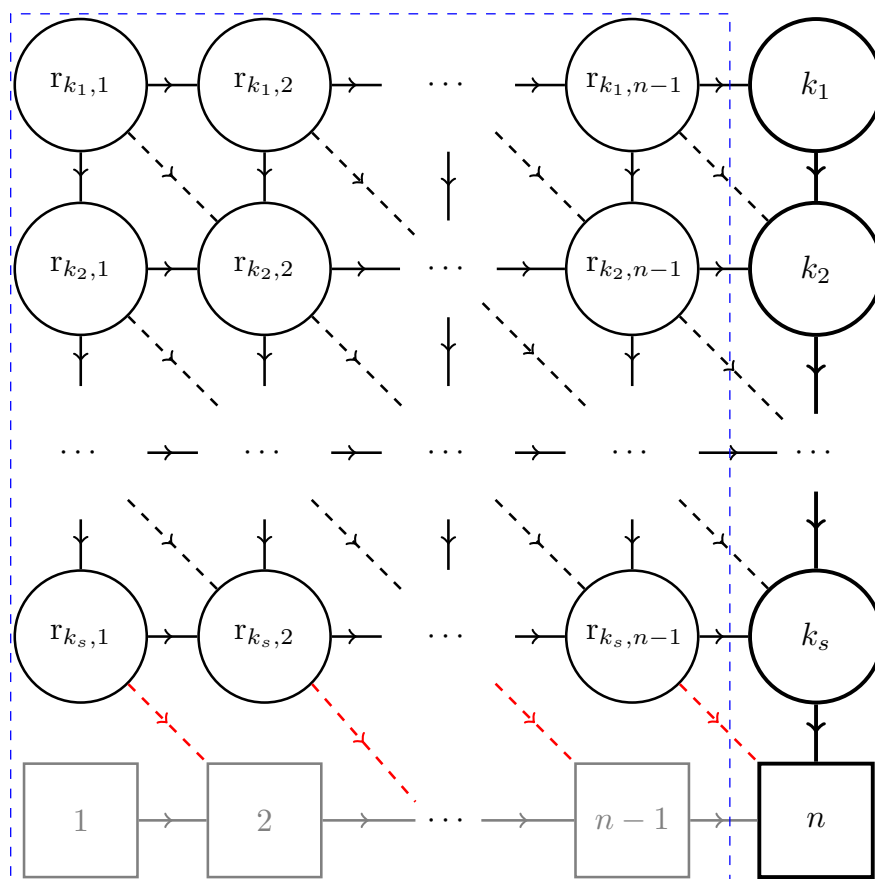 r_{k_1,1} r_{k_1,2} ⋯ r_{k_1,n−1} k_1
r_{k_2,1} r_{k_2,2} ⋯ r_{k_2,n−1} k_2
⋯ ⋯ ⋯ ⋯ ⋯
r_{k_s,1} r_{k_s,2} ⋯ r_{k_s,n−1} k_s
1 2 ⋯ n − 1 n